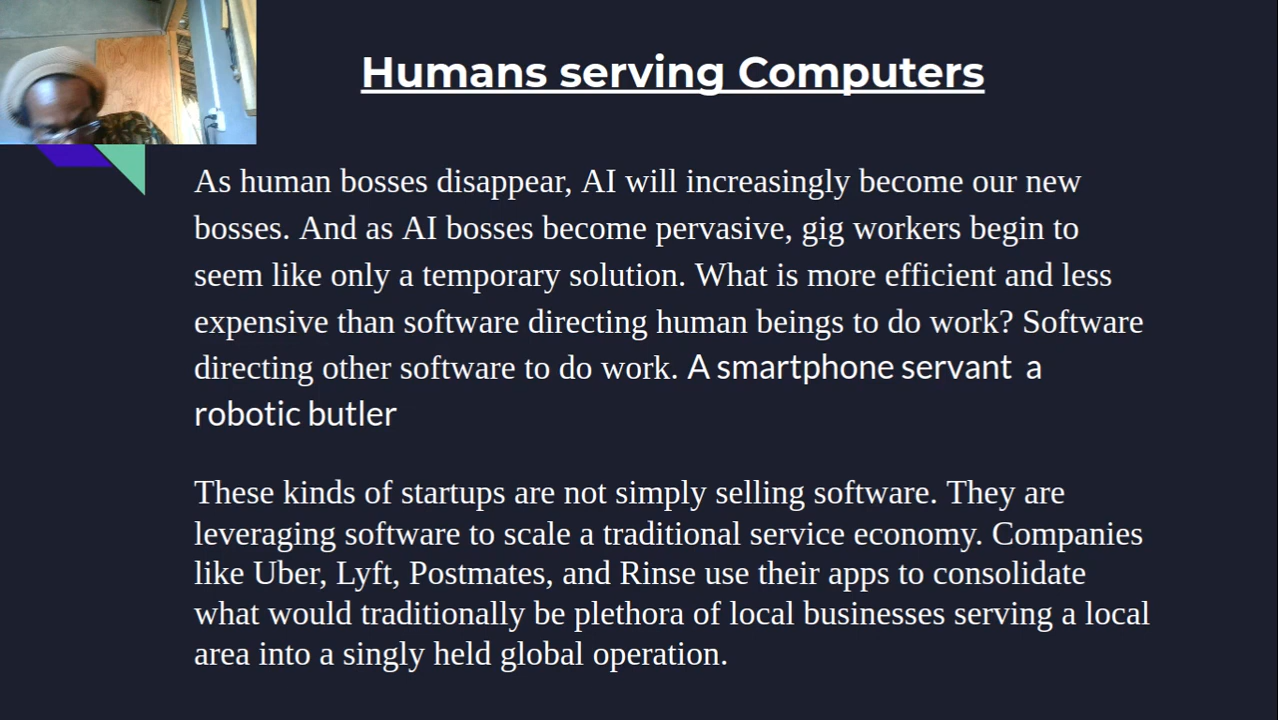 Humans serving Computers
As human bosses disappear, AI will increasingly become our new
bosses. And as AI bosses become pervasive, gig workers begin to
seem like only a temporary solution. What is more efficient and less
expensive than software directing human beings to do work? Software
directing other software to do work. A smartphone servant  a
robotic butler
These kinds of startups are not simply selling software. They are
leveraging software to scale a traditional service economy. Companies
like Uber, Lyft, Postmates, and Rinse use their apps to consolidate
what would traditionally be plethora of local businesses serving a local
area into a singly held global operation.